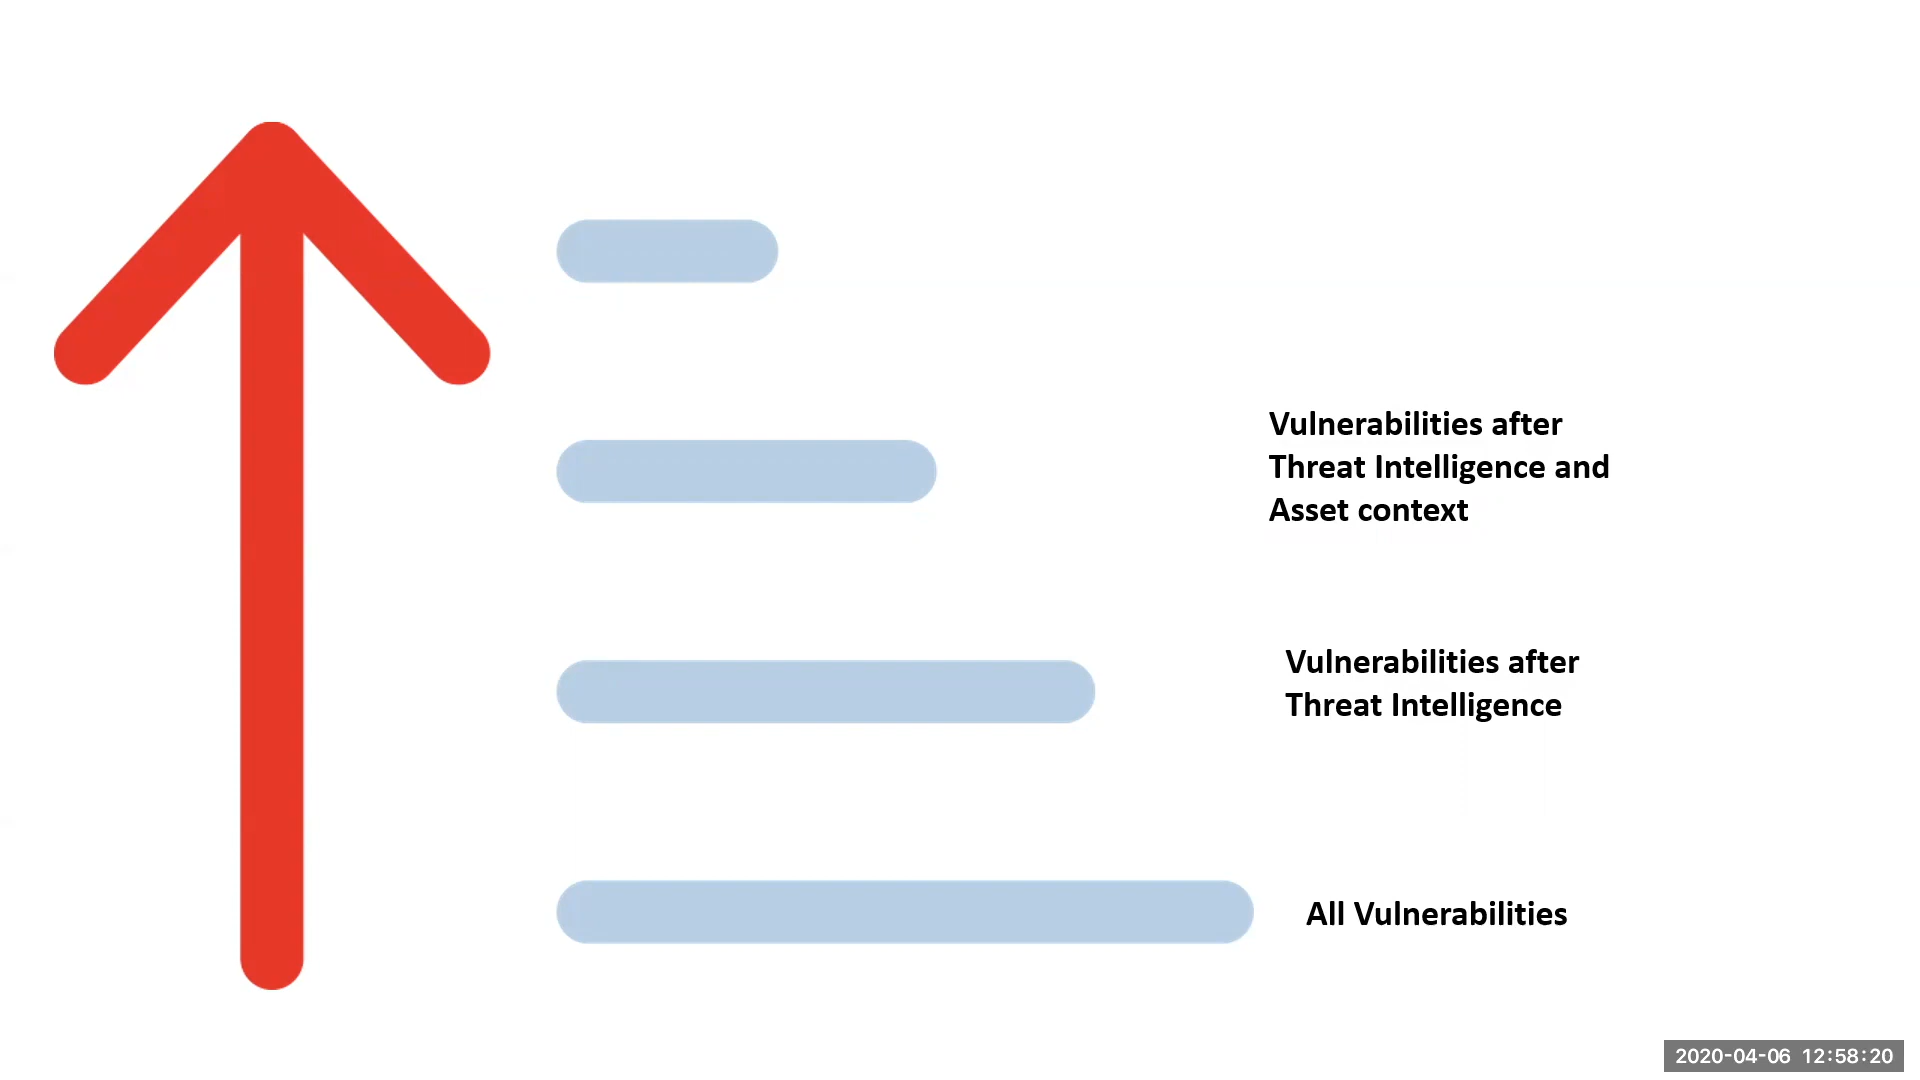 Vulnerabilities after
Threat Intelligence and
Asset context
Vulnerabilities after
Threat Intelligence
All Vulnerabilities
2020-04-06 12:58:20